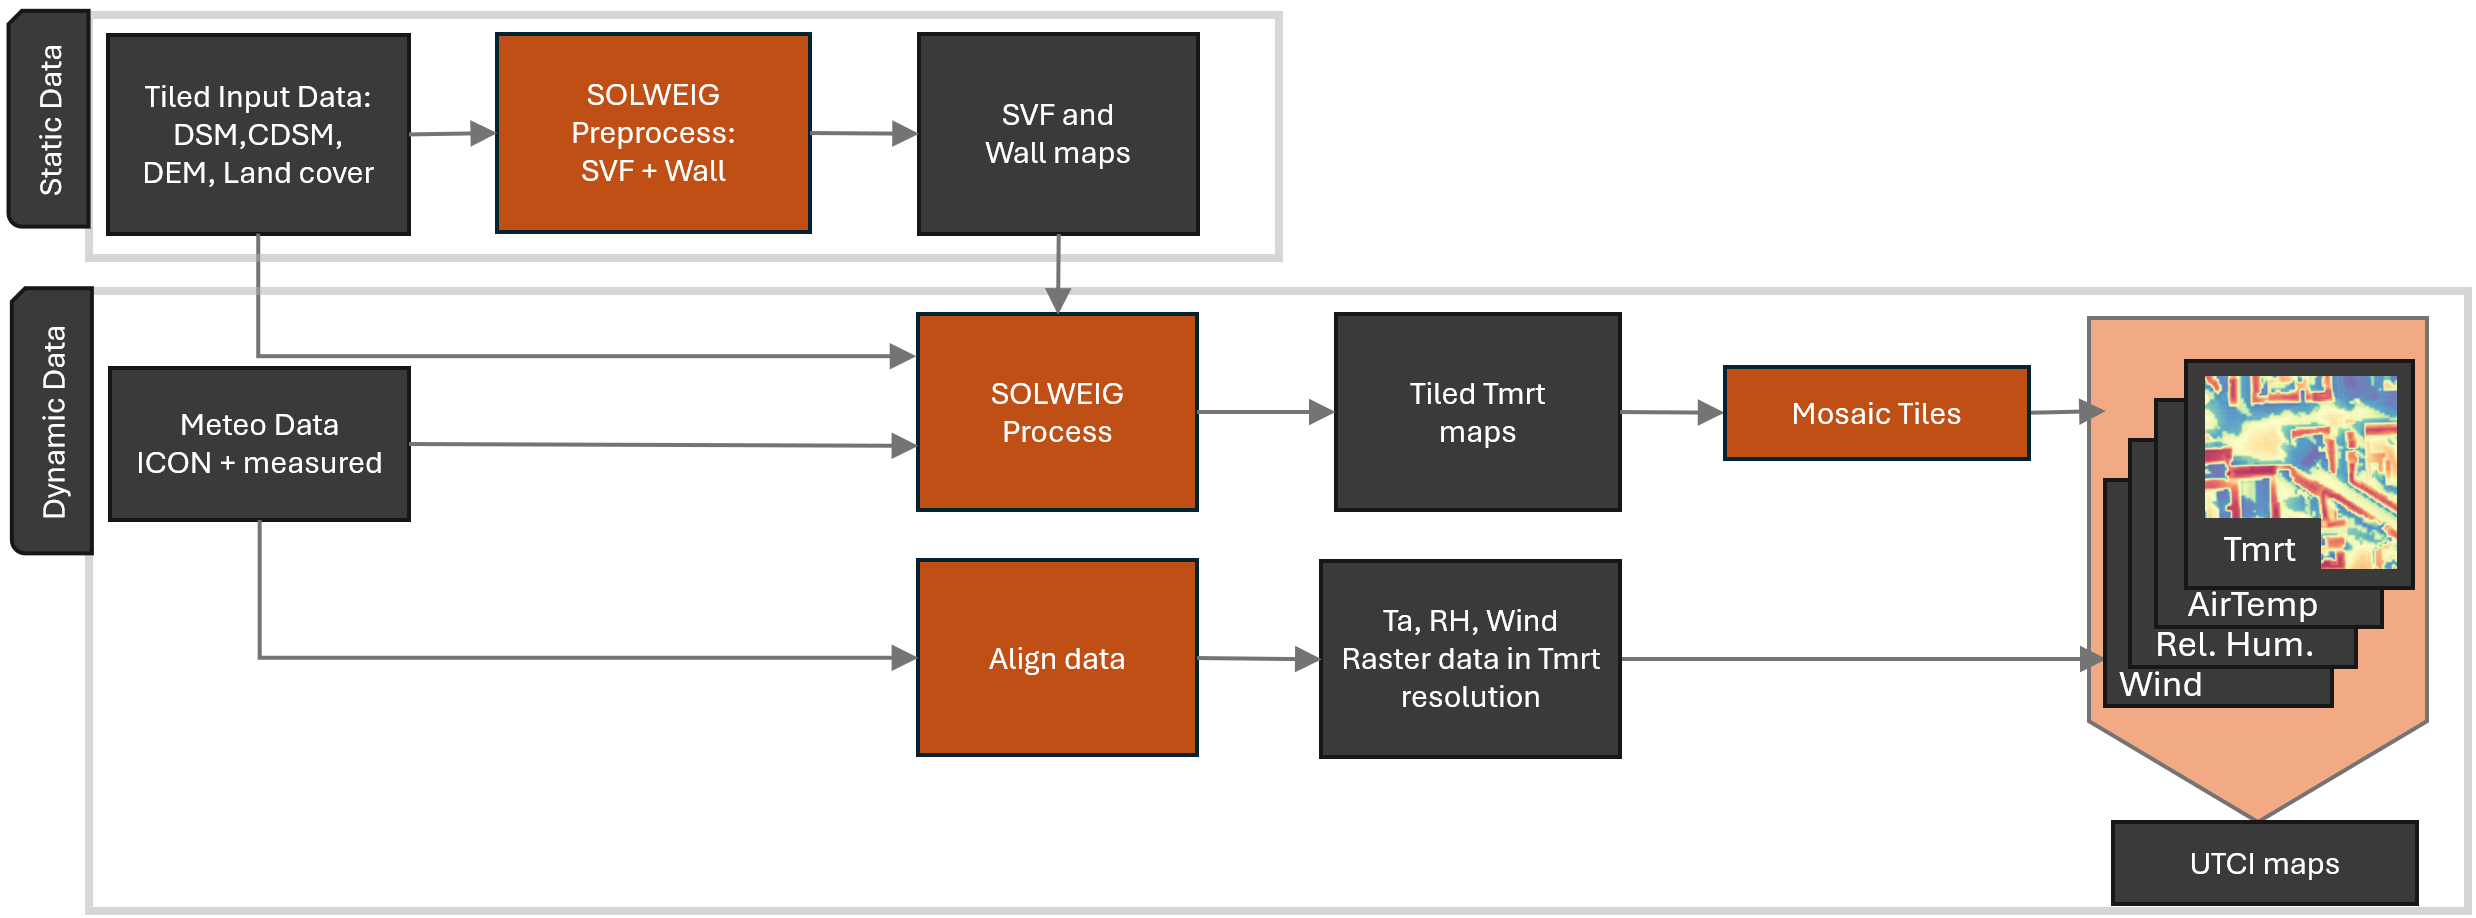 Static Data
Tiled Input Data:
DSM,CDSM,
DEM, Land cover
SOLWEIG
Preprocess:
SVF + Wall
SVF and
Wall maps
Dynamic Data
Meteo Data
ICON + measured
SOLWEIG
Process
Tiled Tmrt
maps
Mosaic Tiles
Tmrt
AirTemp
Rel. Hum.
Wind
Align data
Ta, RH, Wind
Raster data in Tmrt
resolution
UTCI maps